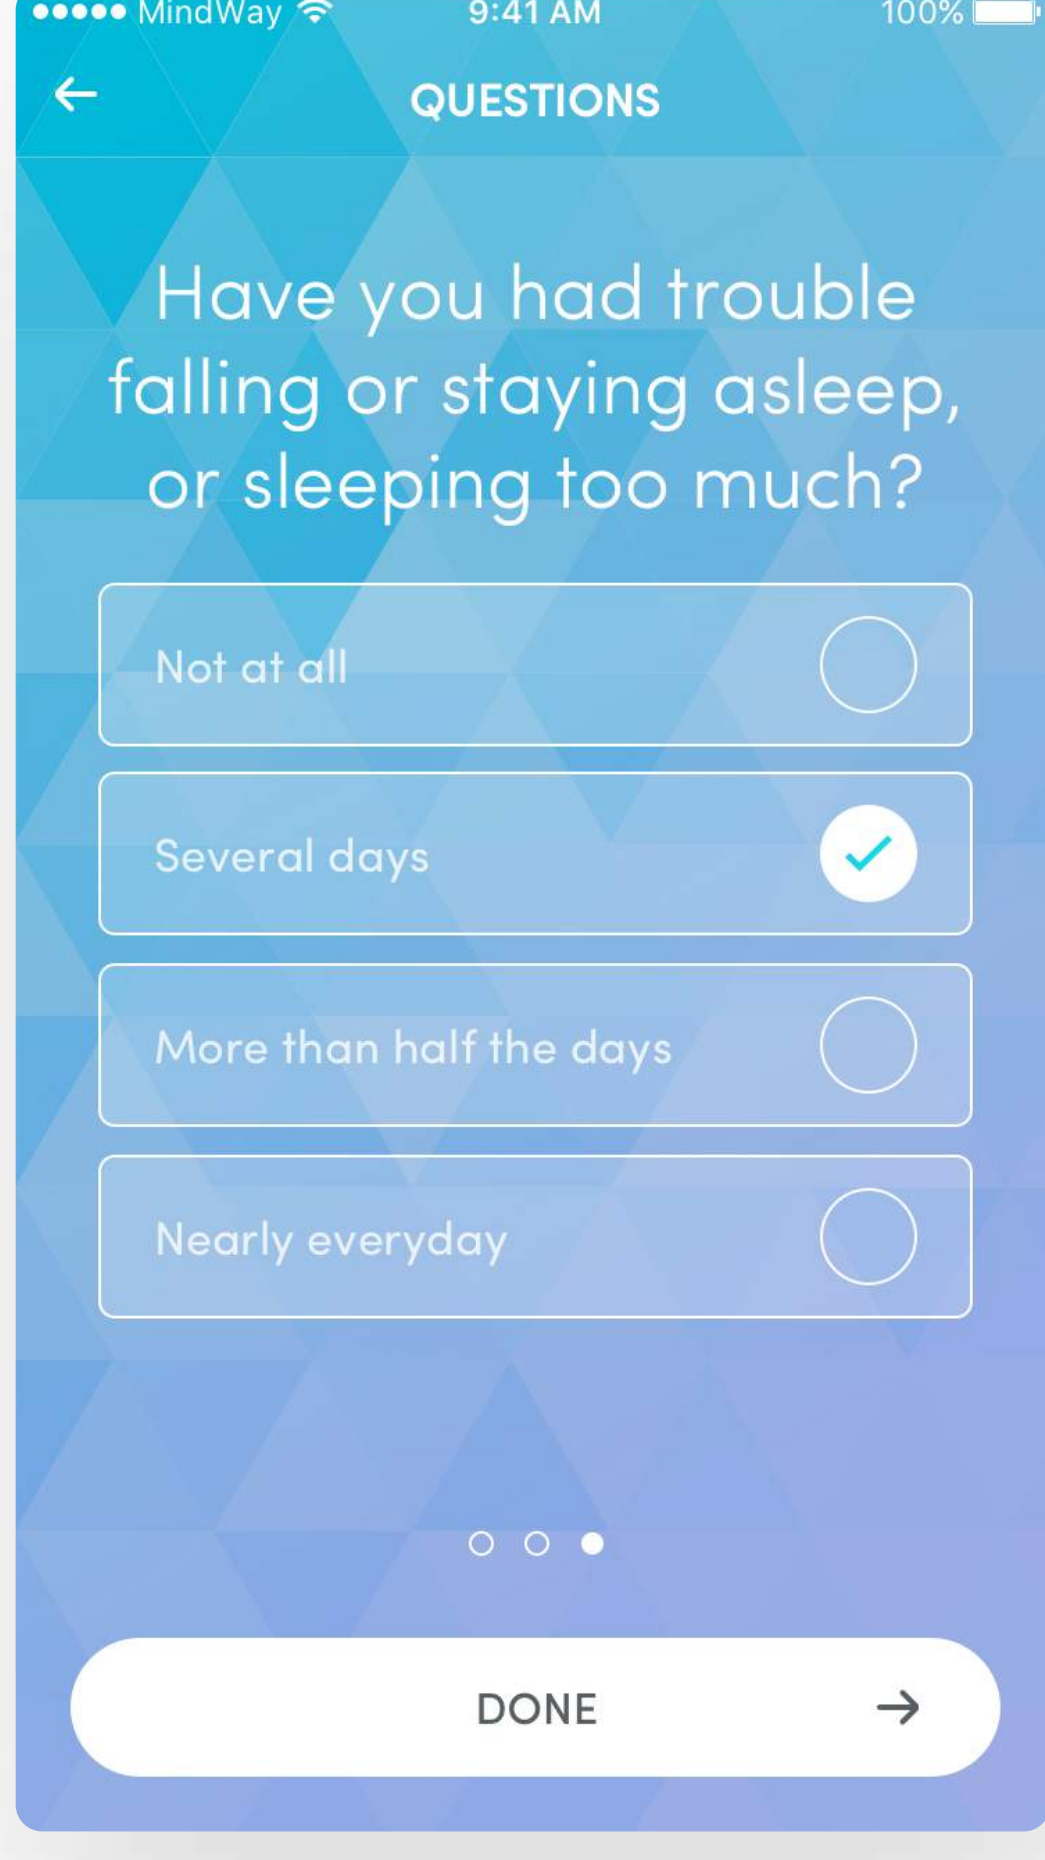 MindWay 9:41 AM 100%
QUESTIONS
Have you had trouble
falling or staying asleep,
or sleeping too much?
Not at all
Several days
More than half the days
Nearly everyday
DONE